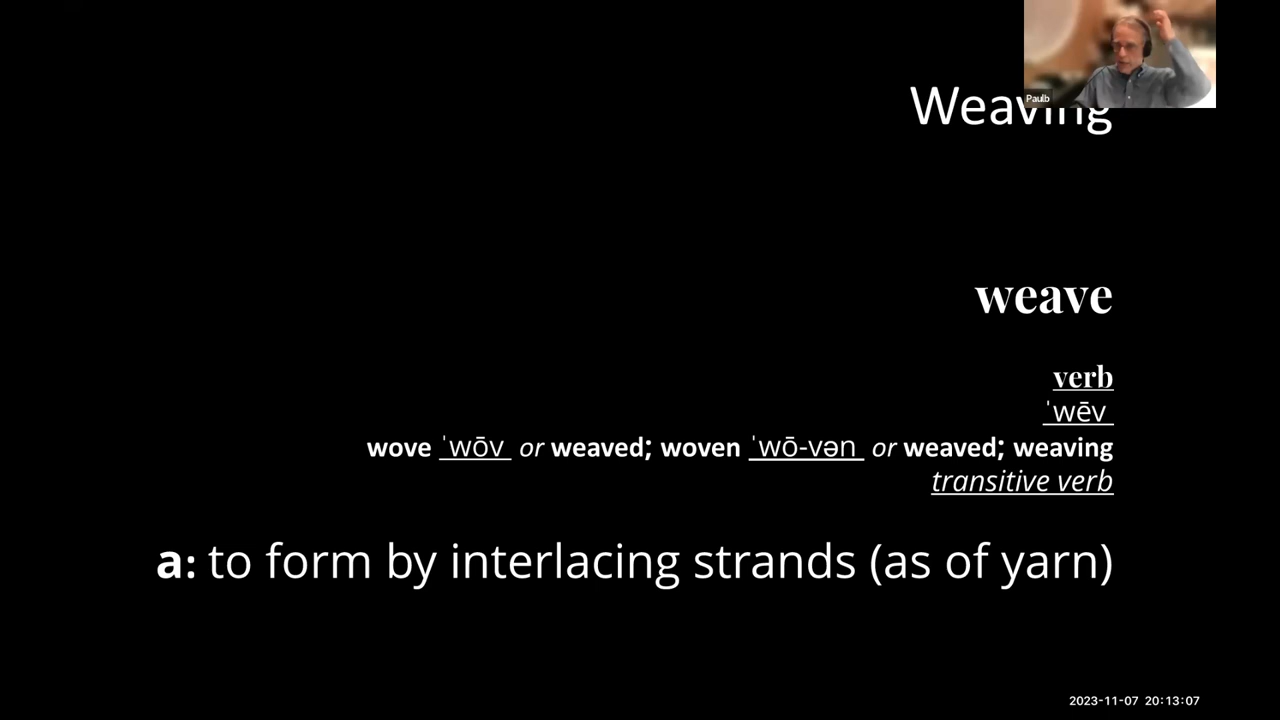 Paulb
Weaving
weave
verb
ˈwēv
wove ˈwōv or weaved; woven ˈwō-vən or weaved; weaving
transitive verb
a: to form by interlacing strands (as of yarn)
2023-11-07 20:13:07